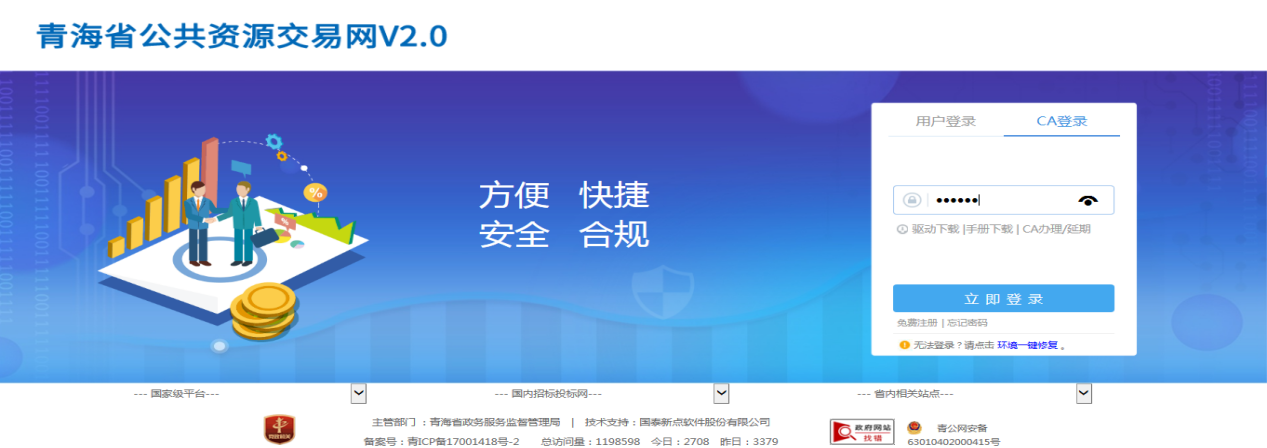 青海省公共资源交易网V2.0
方便 快捷
安全 合规
用户登录 CA登录
••••••
驱动下载 |手册下载 | CA办理/延期
立即登录
免费注册 | 忘记密码
无法登录？请点击 环境一键修复 。
--- 国家级平台---
--- 国内招标投标网---
--- 省内相关站点---
主管部门 ：青海省政务服务监督管理局 | 技术支持：国泰新点软件股份有限公司
备案号：青ICP备17001418号-2 总访问量：1198598 今日：2708 昨日：3379
党政机关
政府网站
找错
青公网安备
63010402000415号
%